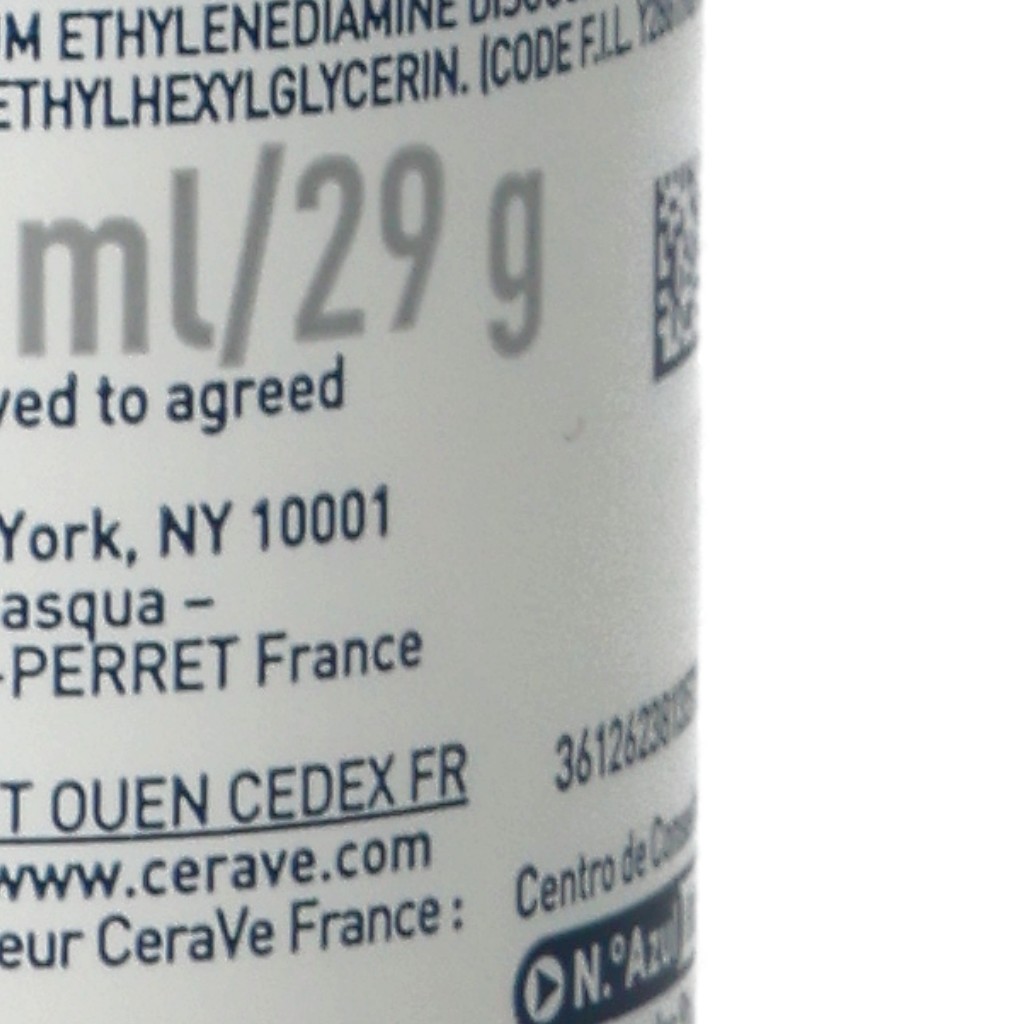 M ETHYLENEDIAMINE
ETHYLHEXYLGLYCERIN. (CODE F.I.L.
ml/29 g
ved to agreed
York, NY 10001
asqua –
-PERRET France
T OUEN CEDEX FR
www.cerave.com
eur CeraVe France :
Centro de
N.ºAzul